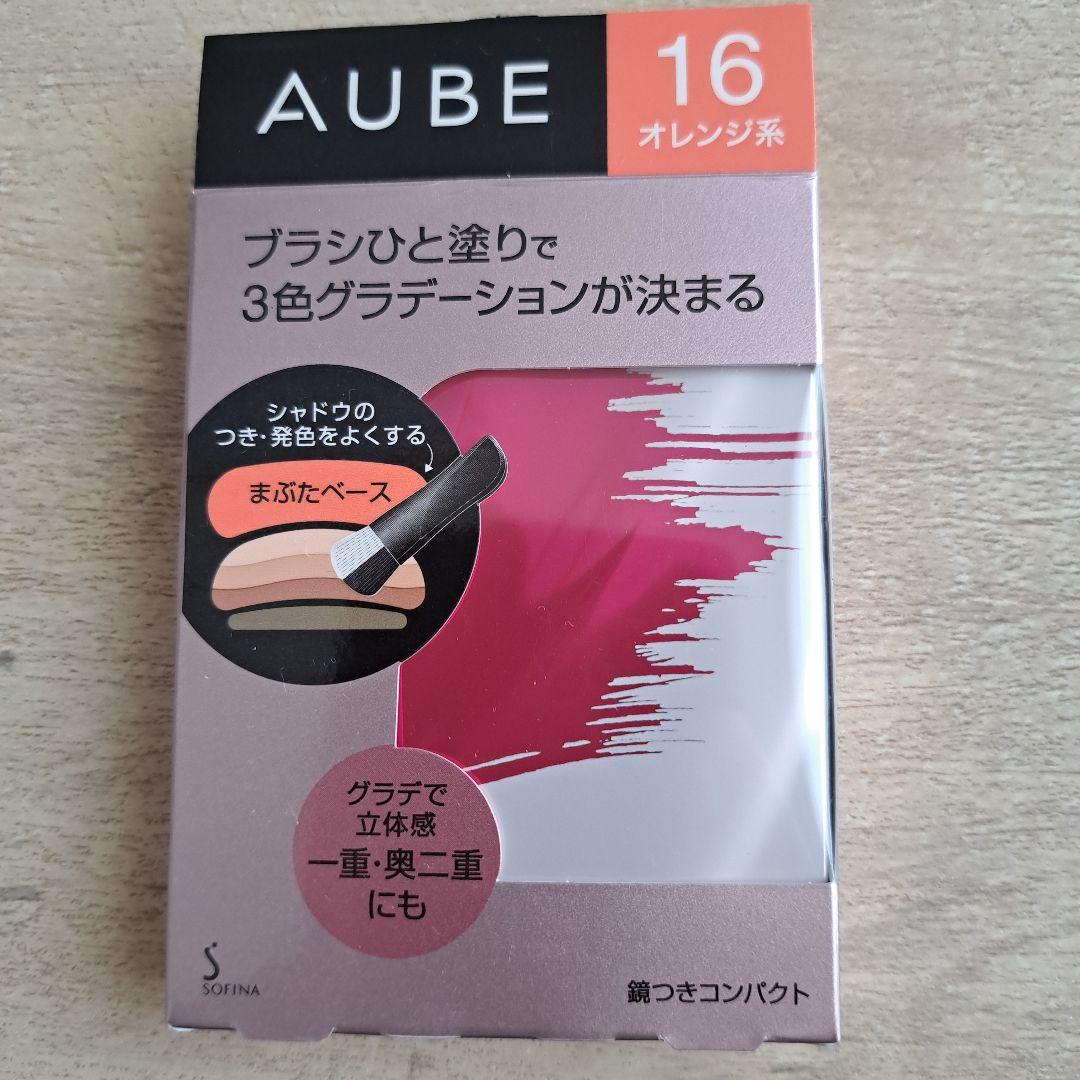 AUBE
16
オレンジ系
ブラシひと塗りで
3色グラデーションが決まる
シャドウの
つき・発色をよくする
まぶたベース
グラデで
立体感
一重・奥二重
にも
S
SOFINA
鏡つきコンパクト